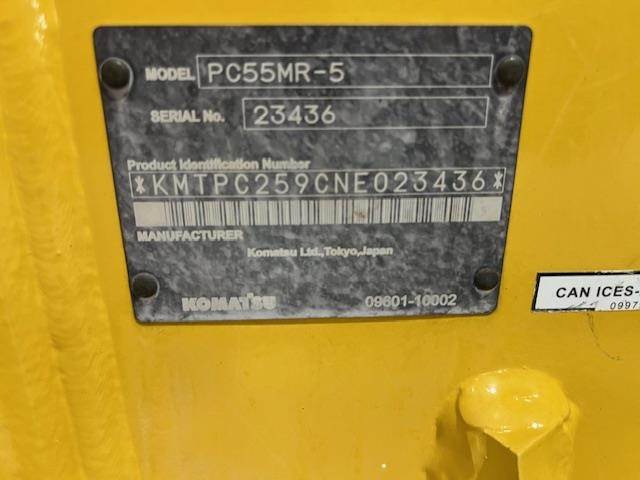 MODEL PC55MR-5
SERIAL No. 23436
Product Identification Number
*KMTPC259CNE023436*
MANUFACTURER
Komatsu Ltd.,Tokyo,Japan
KOMATSU 09601-10002
CAN ICES-
0997